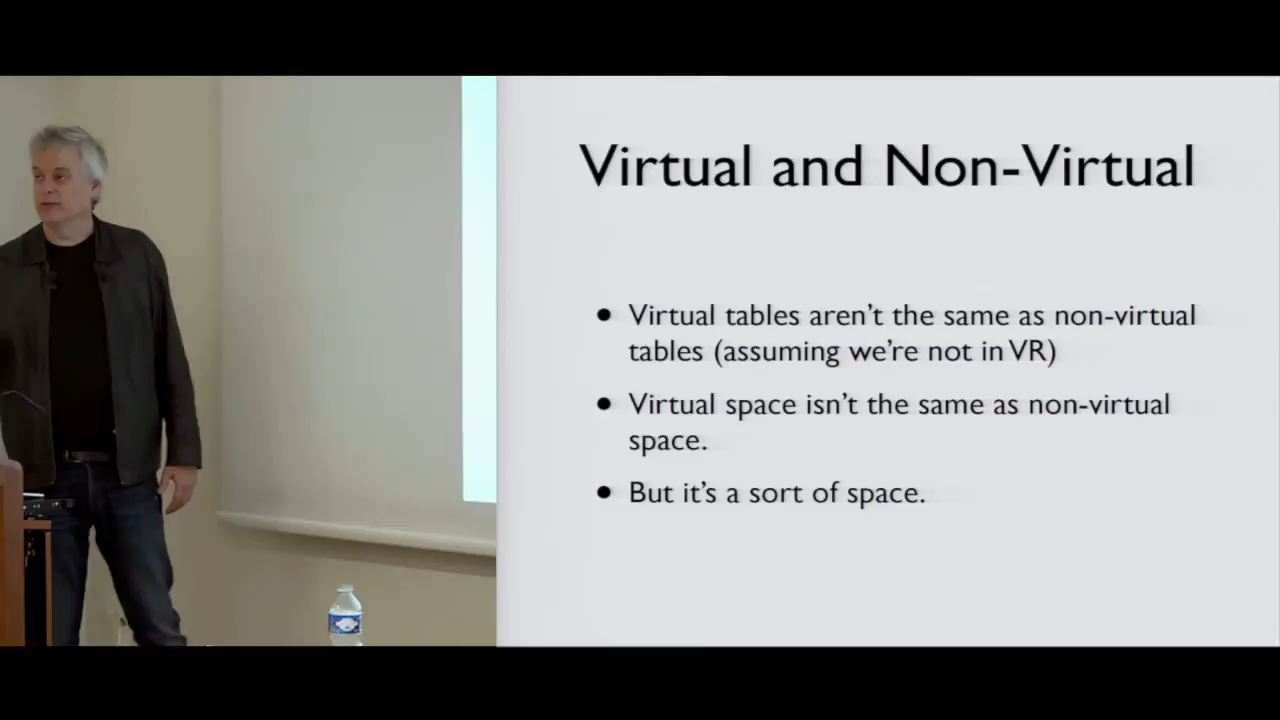 Virtual and Non-Virtual
• Virtual tables aren't the same as non-virtual
tables (assuming we're not in VR)
• Virtual space isn't the same as non-virtual
space.
• But it's a sort of space.